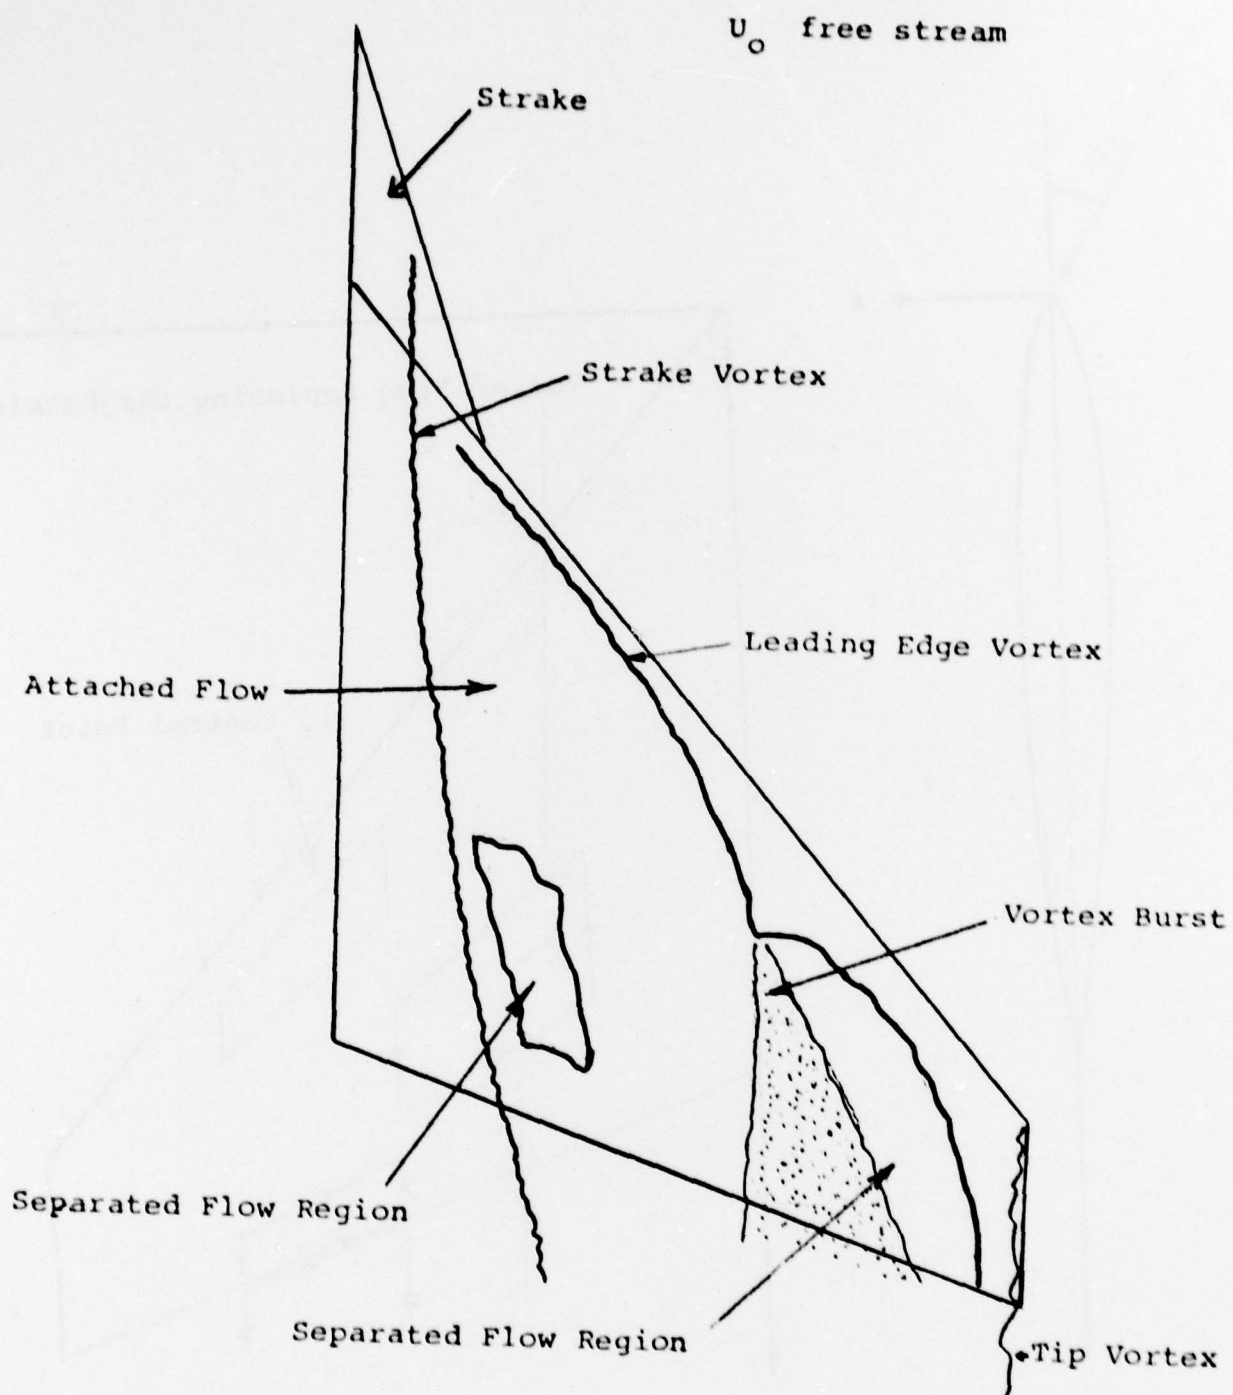 U₀ free stream
Strake
Strake Vortex
Leading Edge Vortex
Attached Flow
Vortex Burst
Separated Flow Region
Separated Flow Region
Tip Vortex